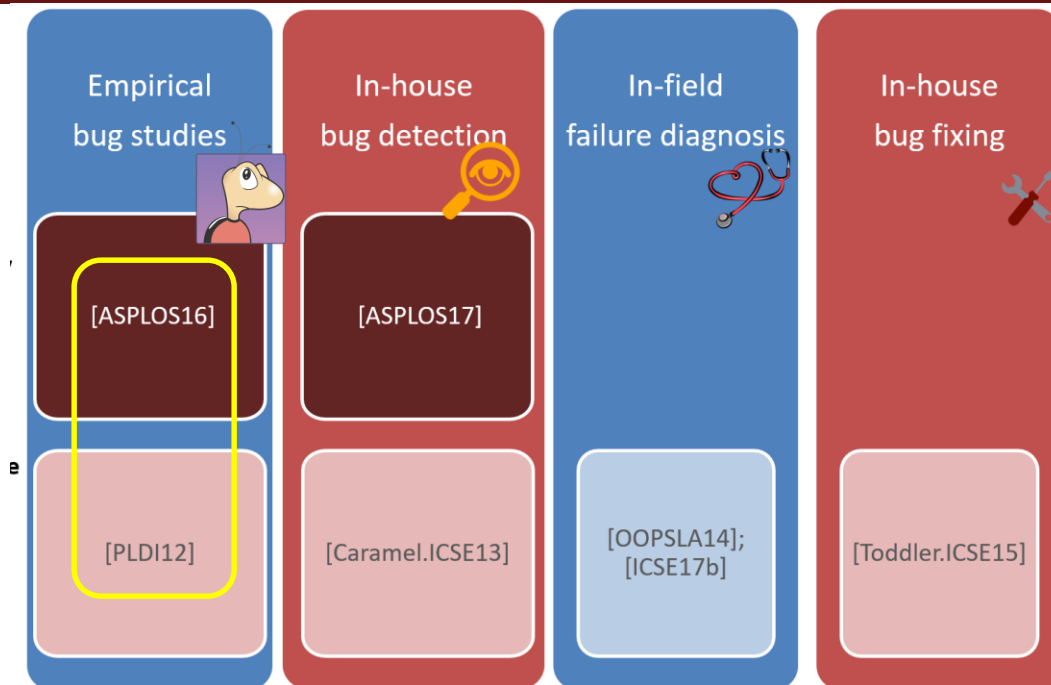 Empirical
bug studies
In-house
bug detection
In-field
failure diagnosis
In-house
bug fixing
[ASPLOS16]
[ASPLOS17]
e
[PLDI12]
[Caramel.ICSE13]
[OOPSLA14];
[ICSE17b]
[Toddler.ICSE15]